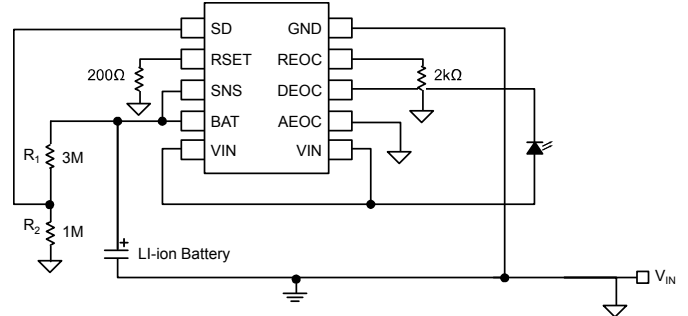 SD
GND
RSET
REOC
200Ω
2kΩ
SNS
DEOC
BAT
AEOC
VIN
VIN
R1
3M
R2
1M
+
LI-ion Battery
VIN